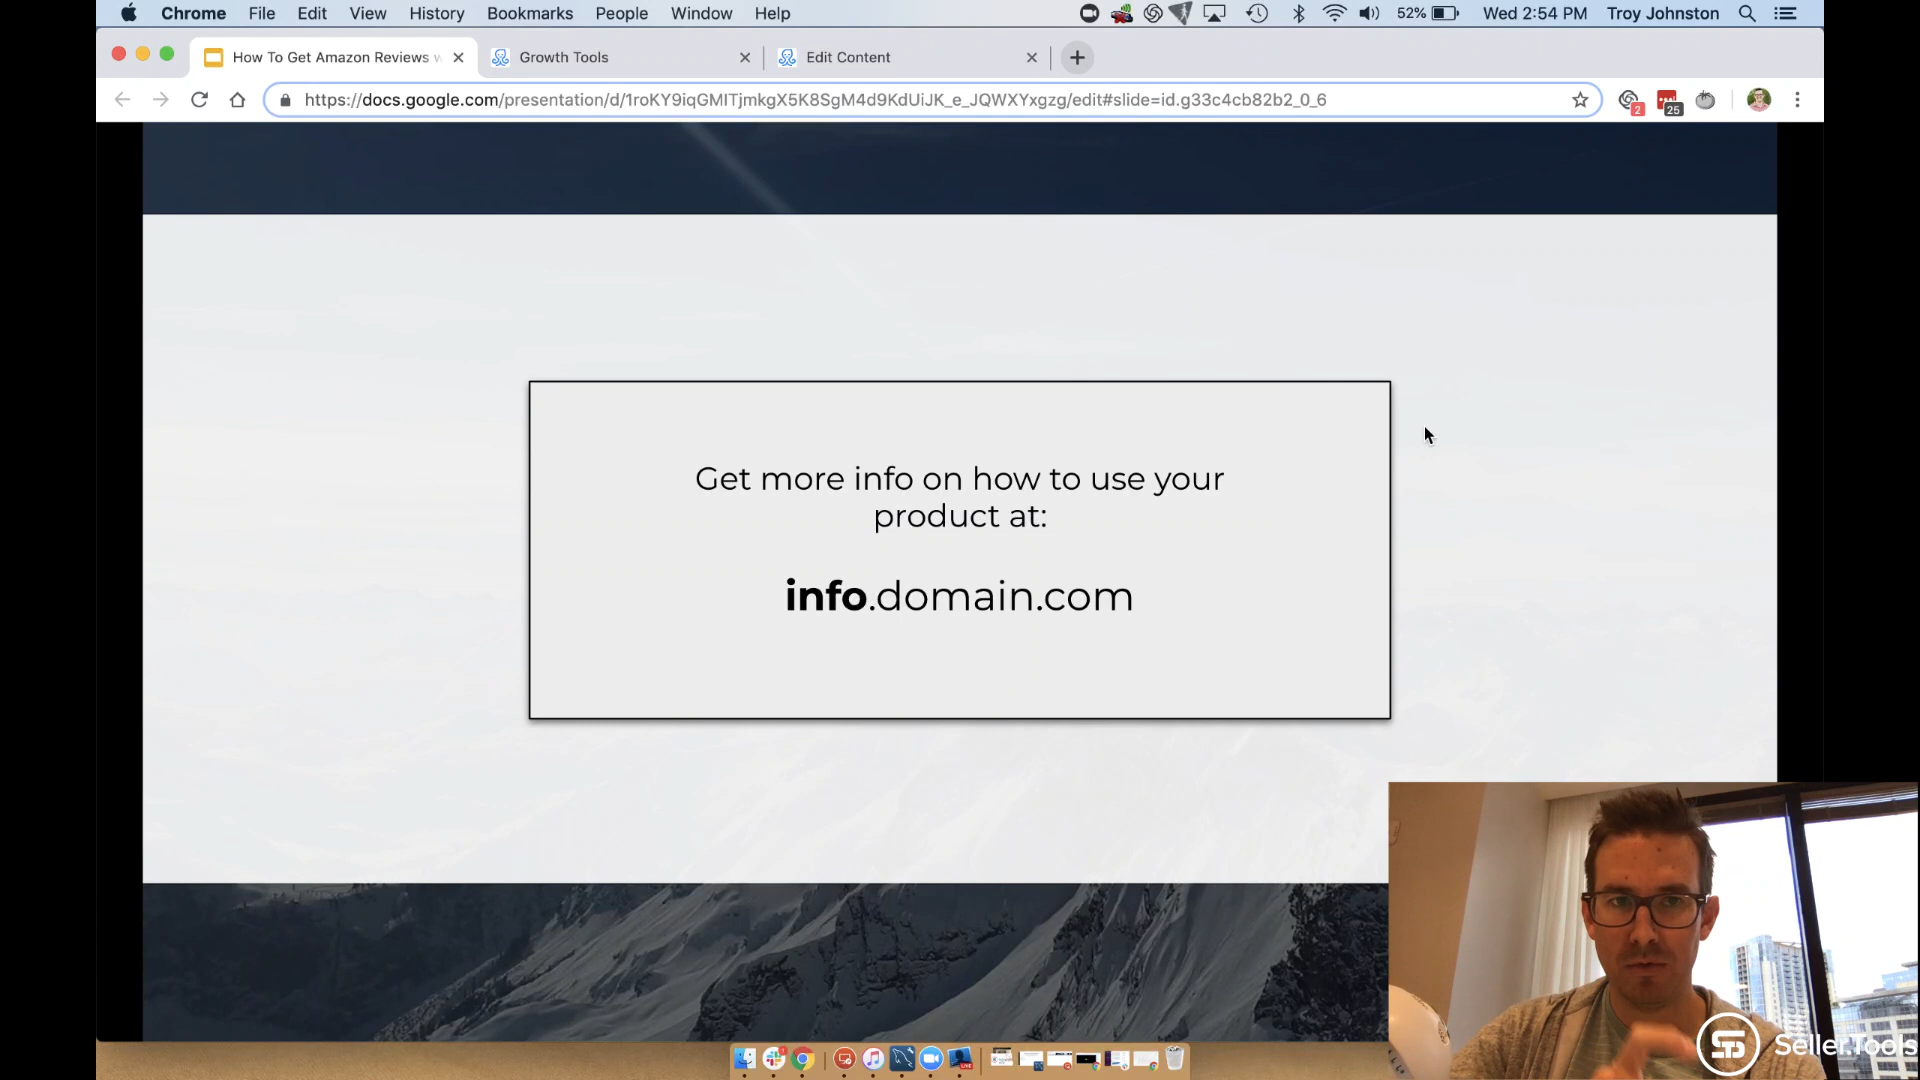 Chrome File Edit View History Bookmarks People Window Help 52% Wed 2:54 PM Troy Johnston
How To Get Amazon Reviews w Growth Tools Edit Content
https://docs.google.com/presentation/d/1roKY9iqGMITjmkgX5K8SgM4d9KdUiJK_e_JQWXYxgzg/edit#slide=id.g33c4cb82b2_0_6 2 25
Get more info on how to use your
product at:
info.domain.com
Seller.Tools